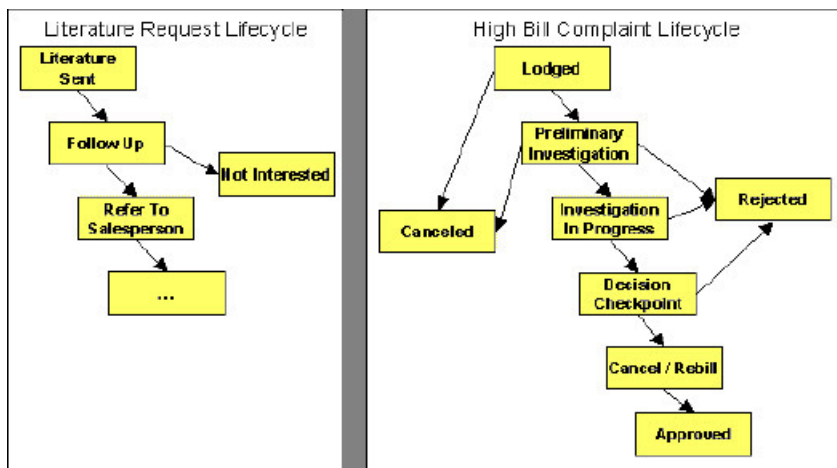 Literature Request Lifecycle
Literature
Sent
Follow Up
Not Interested
Refer To
Salesperson
...
High Bill Complaint Lifecycle
Lodged
Preliminary
Investigation
Canceled
Investigation
In Progress
Rejected
Decision
Checkpoint
Cancel / Rebill
Approved